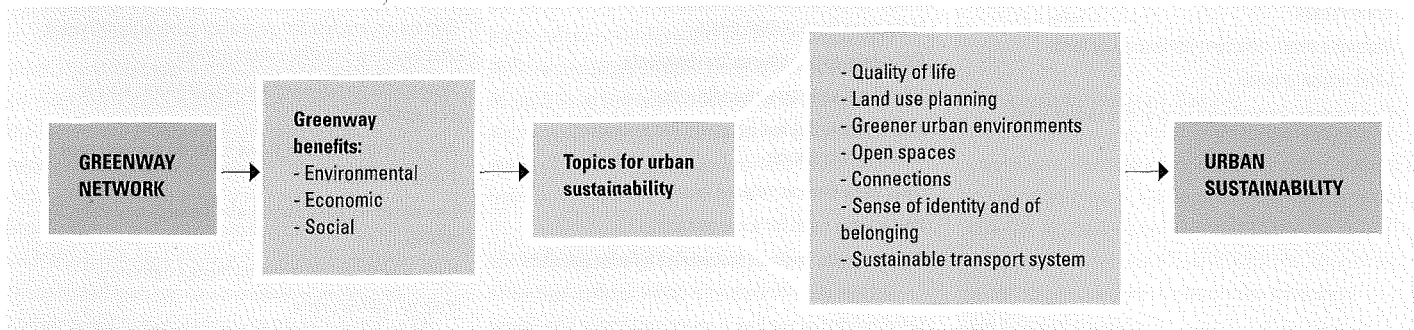 GREENWAY
NETWORK
Greenway
benefits:
- Environmental
- Economic
- Social
Topics for urban
sustainability
- Quality of life
- Land use planning
- Greener urban environments
- Open spaces
- Connections
- Sense of identity and of
belonging
- Sustainable transport system
URBAN
SUSTAINABILITY